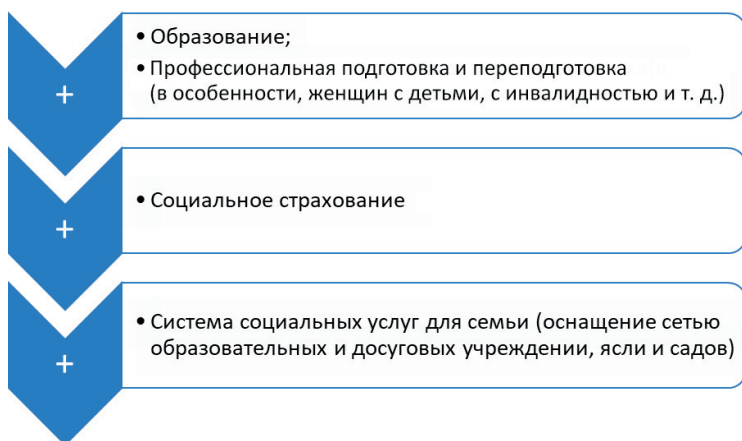 • Образование;
• Профессиональная подготовка и переподготовка
(в особенности, женщин с детьми, с инвалидностью и т. д.)
+
• Социальное страхование
+
• Система социальных услуг для семьи (оснащение сетью
образовательных и досуговых учреждении, ясли и садов)
+